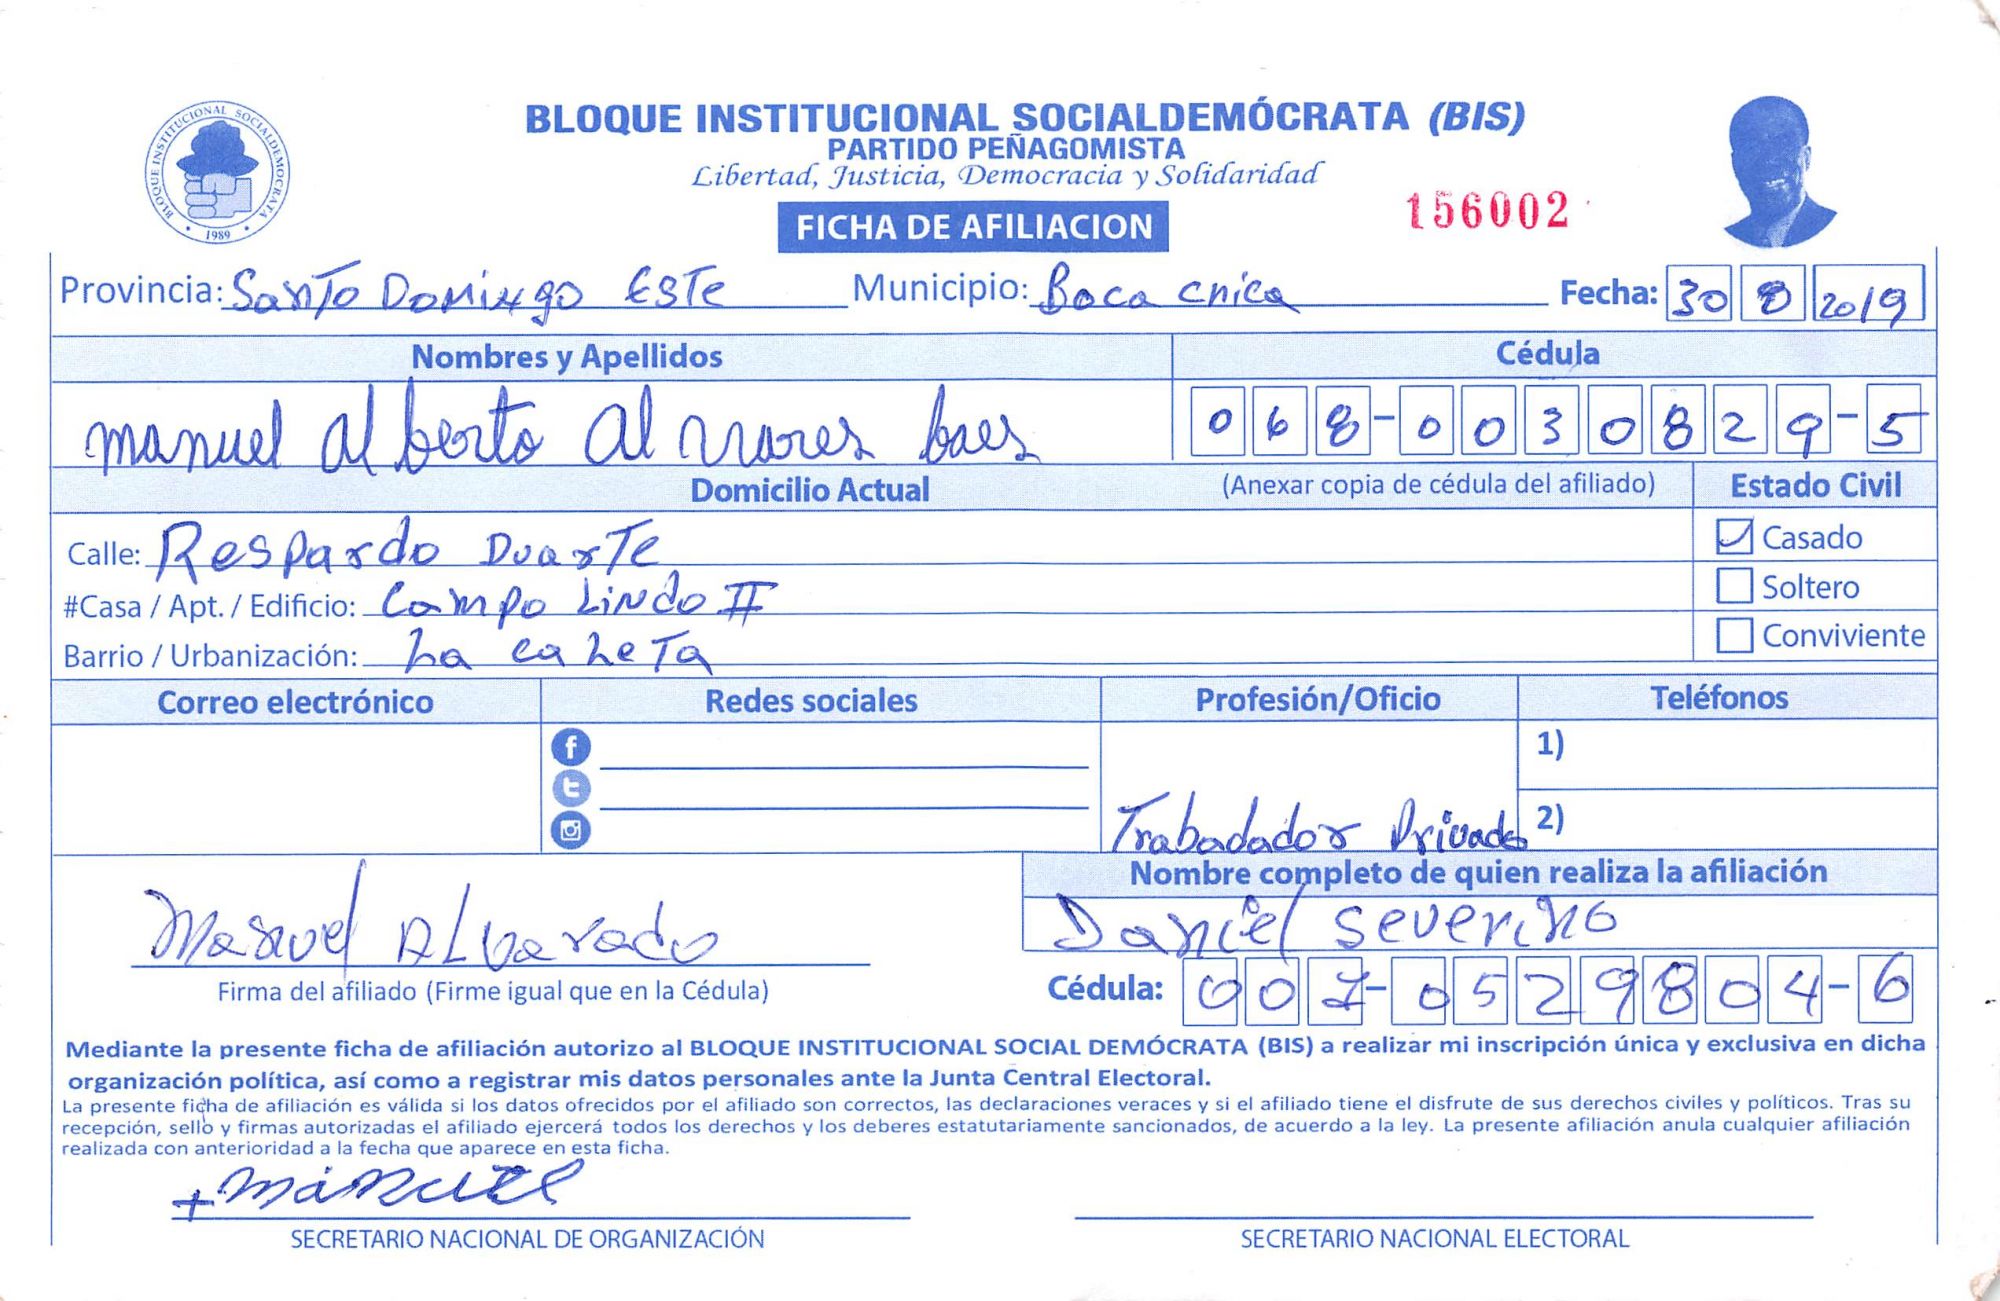 BLOQUE INSTITUCIONAL SOCIALDEMOCRATA
1989
BLOQUE INSTITUCIONAL SOCIALDEMÓCRATA (BIS)
PARTIDO PEÑAGOMISTA
Libertad, Justicia, Democracia y Solidaridad
FICHA DE AFILIACION
156002
Provincia: Santo Domingo Este Municipio: Boca chica Fecha: 30 8 2019
Nombres y Apellidos Cédula
manuel alberto alvares baes 068-0030829-5
Domicilio Actual (Anexar copia de cédula del afiliado) Estado Civil
Calle: Respardo Duarte Casado
#Casa / Apt. / Edificio: Campo Lindo II Soltero
Barrio / Urbanización: La caleta Conviviente
Correo electrónico Redes sociales Profesión/Oficio Teléfonos
1)
Trabadador Privado 2)
Nombre completo de quien realiza la afiliación
Manuel Alvarado Daniel Severino
Firma del afiliado (Firme igual que en la Cédula) Cédula: 001-0529804-6
Mediante la presente ficha de afiliación autorizo al BLOQUE INSTITUCIONAL SOCIAL DEMÓCRATA (BIS) a realizar mi inscripción única y exclusiva en dicha
organización política, así como a registrar mis datos personales ante la Junta Central Electoral.
La presente ficha de afiliación es válida si los datos ofrecidos por el afiliado son correctos, las declaraciones veraces y si el afiliado tiene el disfrute de sus derechos civiles y políticos. Tras su
recepción, sello y firmas autorizadas el afiliado ejercerá todos los derechos y los deberes estatutariamente sancionados, de acuerdo a la ley. La presente afiliación anula cualquier afiliación
realizada con anterioridad a la fecha que aparece en esta ficha.
+ Manuel
SECRETARIO NACIONAL DE ORGANIZACIÓN SECRETARIO NACIONAL ELECTORAL